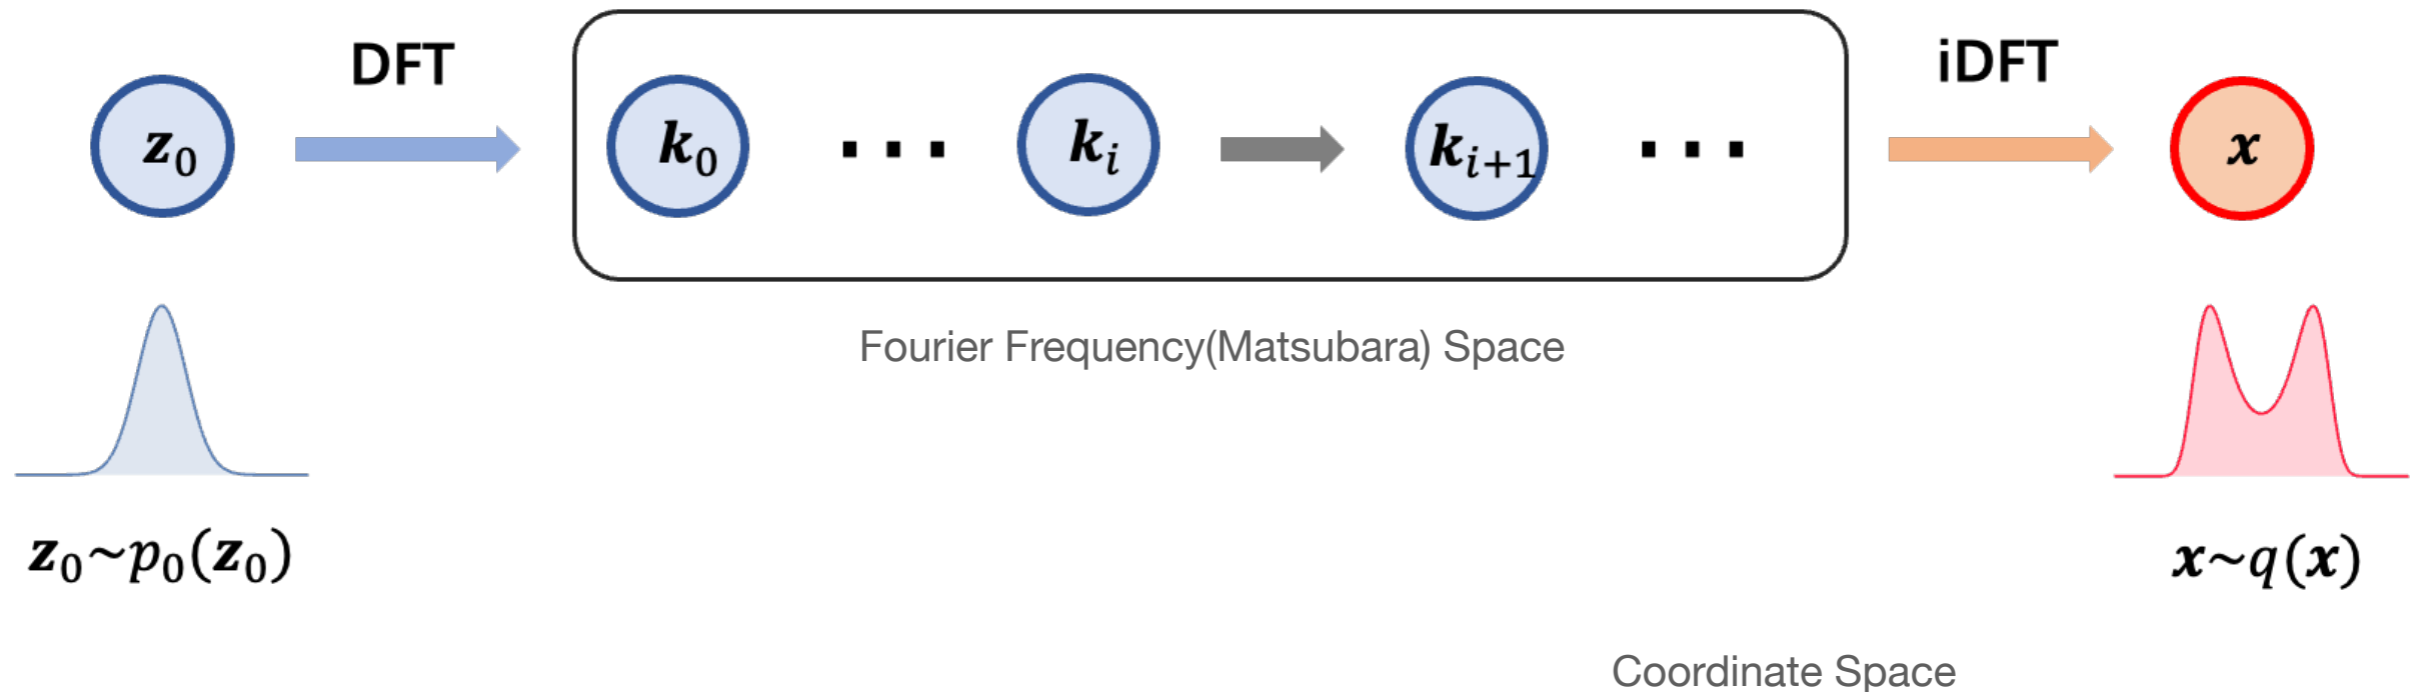 DFT
iDFT
z₀
k₀
...
kᵢ
kᵢ₊₁
...
x
Fourier Frequency(Matsubara) Space
z₀~p₀(z₀)
x~q(x)
Coordinate Space